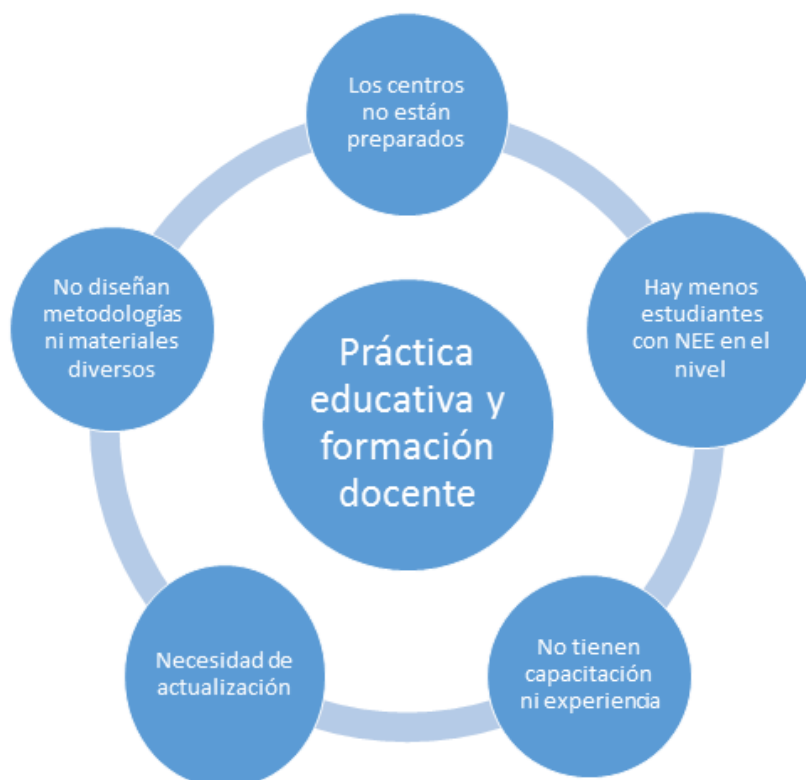 Los centros
no están
preparados
Hay menos
estudiantes
con NEE en el
nivel
No tienen
capacitación
ni experiencia
Necesidad de
actualización
No diseñan
metodologías
ni materiales
diversos
Práctica
educativa y
formación
docente